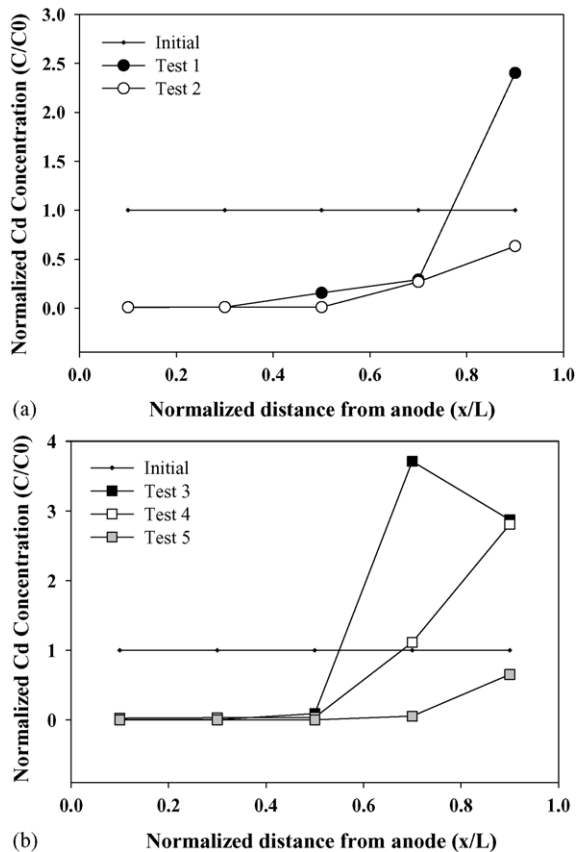 Normalized Cd Concentration (C/C0)
3.0
2.5
2.0
1.5
1.0
0.5
0.0
Initial
Test 1
Test 2
0.0 0.2 0.4 0.6 0.8 1.0
(a)
Normalized distance from anode (x/L)
Normalized Cd Concentration (C/C0)
4
3
2
1
0
Initial
Test 3
Test 4
Test 5
0.0 0.2 0.4 0.6 0.8 1.0
(b)
Normalized distance from anode (x/L)